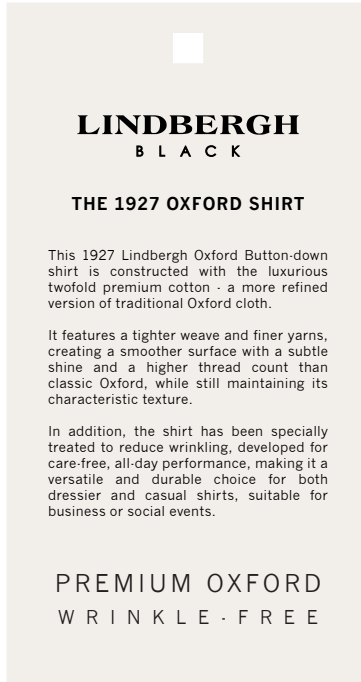 LINDBERGH
BLACK
THE 1927 OXFORD SHIRT
This 1927 Lindbergh Oxford Button-down
shirt is constructed with the luxurious
twofold premium cotton - a more refined
version of traditional Oxford cloth.
It features a tighter weave and finer yarns,
creating a smoother surface with a subtle
shine and a higher thread count than
classic Oxford, while still maintaining its
characteristic texture.
In addition, the shirt has been specially
treated to reduce wrinkling, developed for
care-free, all-day performance, making it a
versatile and durable choice for both
dressier and casual shirts, suitable for
business or social events.
PREMIUM OXFORD
WRINKLE-FREE